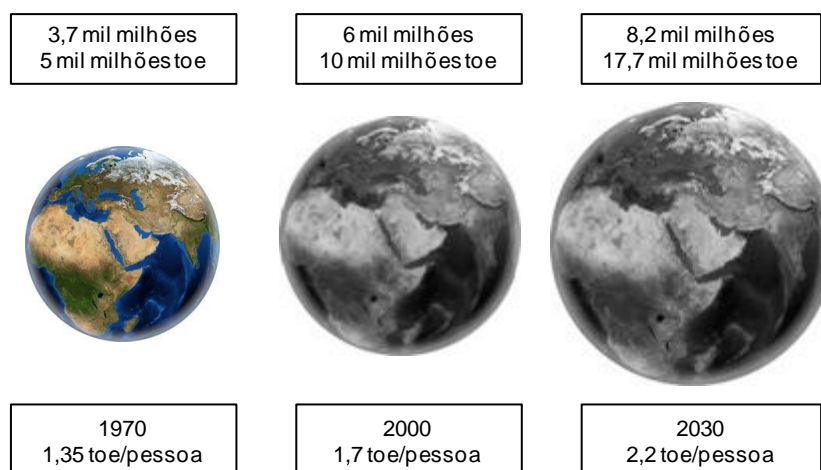 3,7 mil milhões
5 mil milhões toe
6 mil milhões
10 mil milhões toe
8,2 mil milhões
17,7 mil milhões toe
1970
1,35 toe/pessoa
2000
1,7 toe/pessoa
2030
2,2 toe/pessoa